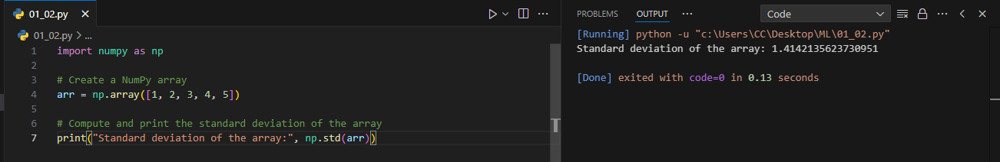 01_02.py
01_02.py > ...
1 import numpy as np
2
3 # Create a NumPy array
4 arr = np.array([1, 2, 3, 4, 5])
5
6 # Compute and print the standard deviation of the array
7 print("Standard deviation of the array:", np.std(arr))
PROBLEMS OUTPUT ... Code
[Running] python -u "c:\Users\CC\Desktop\ML\01_02.py"
Standard deviation of the array: 1.4142135623730951
[Done] exited with code=0 in 0.13 seconds